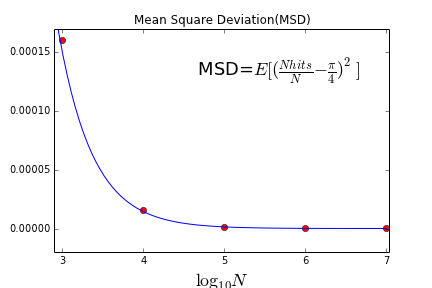 Mean Square Deviation(MSD)
MSD=E[(Nhits/N−π/4)² ]
0.00015
0.00010
0.00005
0.00000
3 4 5 6 7
log₁₀N